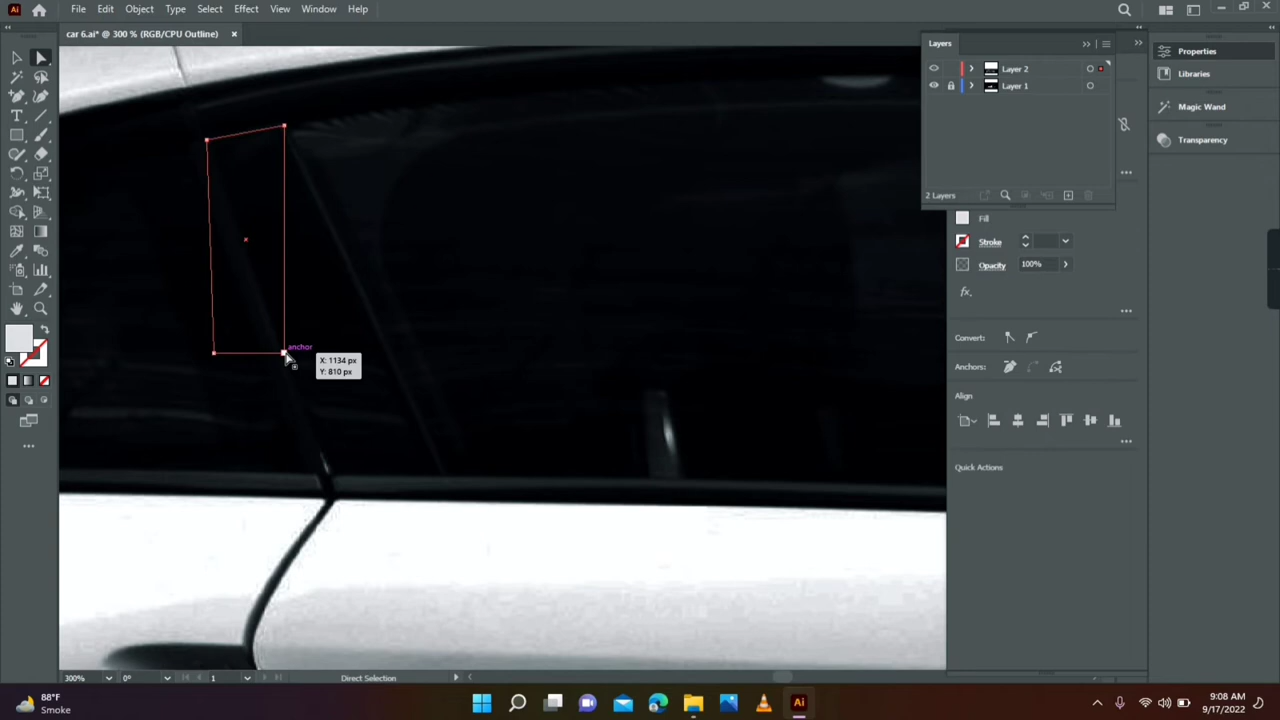 File Edit Object Type Select Effect View Window Help
car 6.ai* @ 300 % (RGB/CPU Outline)
Layers
Layer 2
Layer 1
2 Layers
Properties
Libraries
Magic Wand
Transparency
Fill
Stroke
Opacity 100%
fx.
Convert:
Anchors:
Align
Quick Actions
anchor
X: 1134 px
Y: 810 px
300% 0° 1 Direct Selection
88°F
Smoke
Ai
9:08 AM
9/17/2022